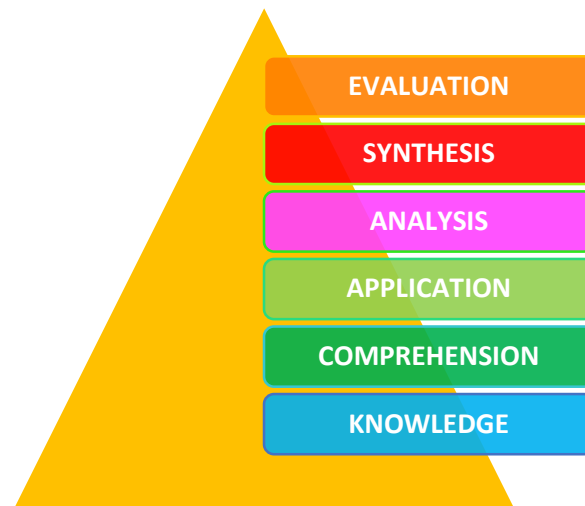 EVALUATION
SYNTHESIS
ANALYSIS
APPLICATION
COMPREHENSION
KNOWLEDGE